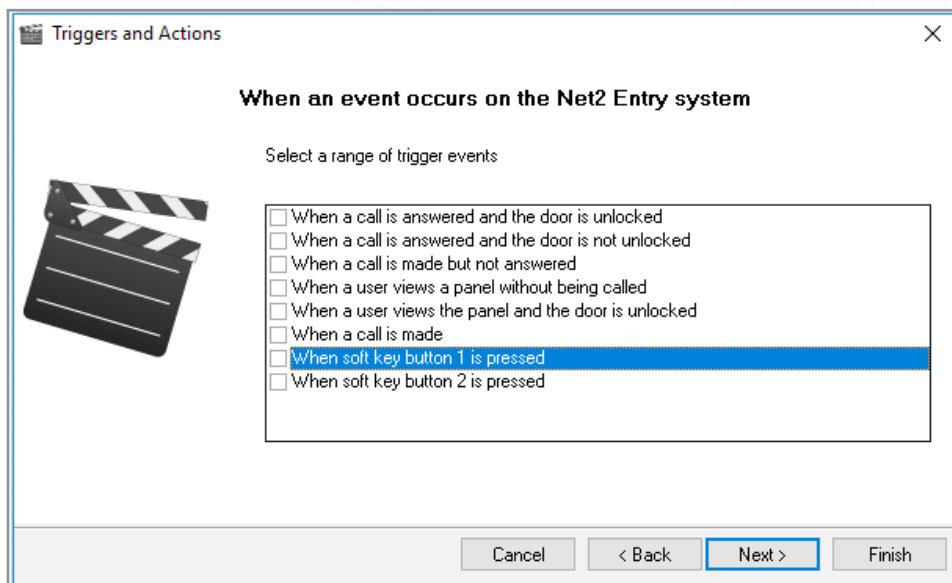 Triggers and Actions
When an event occurs on the Net2 Entry system
Select a range of trigger events
When a call is answered and the door is unlocked
When a call is answered and the door is not unlocked
When a call is made but not answered
When a user views a panel without being called
When a user views the panel and the door is unlocked
When a call is made
When soft key button 1 is pressed
When soft key button 2 is pressed
Cancel < Back Next > Finish